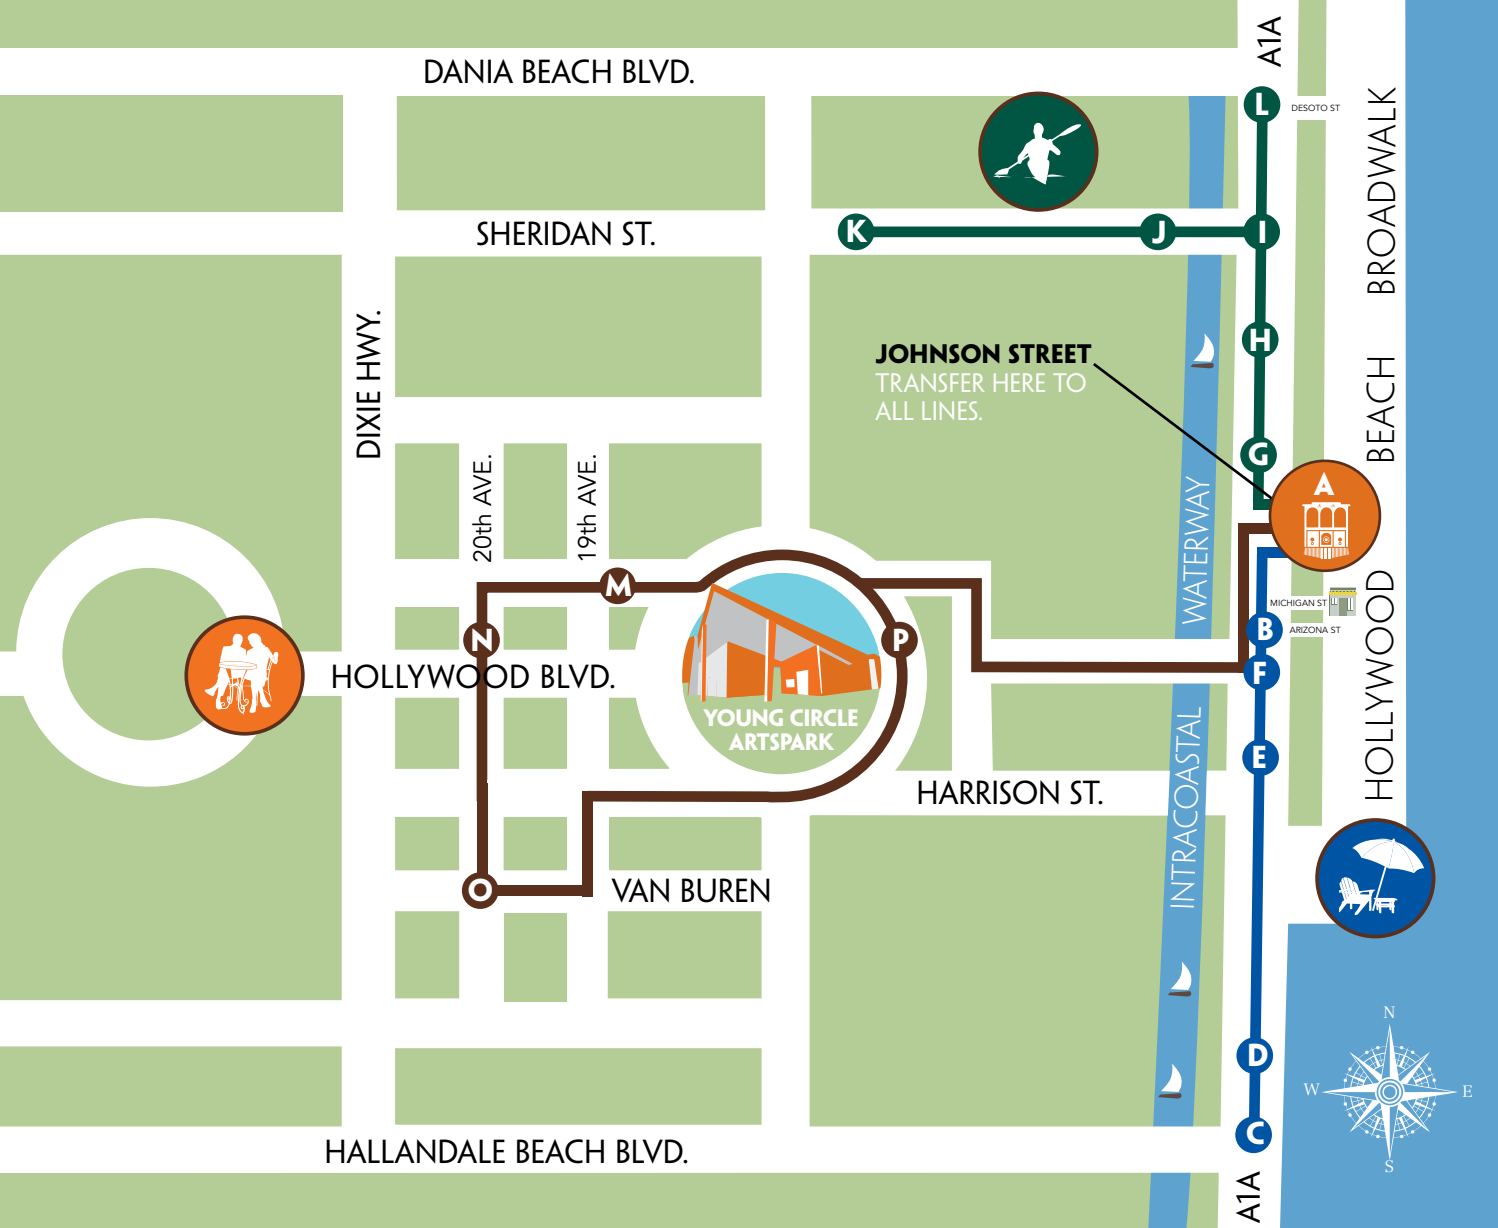 A1A
DANIA BEACH BLVD.
L
DESOTO ST
SHERIDAN ST.
K
J
I
HOLLYWOOD BEACH BROADWALK
DIXIE HWY.
H
JOHNSON STREET
TRANSFER HERE TO
ALL LINES.
G
A
20th AVE.
19th AVE.
INTRACOASTAL WATERWAY
M
MICHIGAN ST
N
P
B
ARIZONA ST
HOLLYWOOD BLVD.
F
YOUNG CIRCLE
ARTSPARK
E
HARRISON ST.
O
VAN BUREN
N
W
E
S
D
C
HALLANDALE BEACH BLVD.
A1A